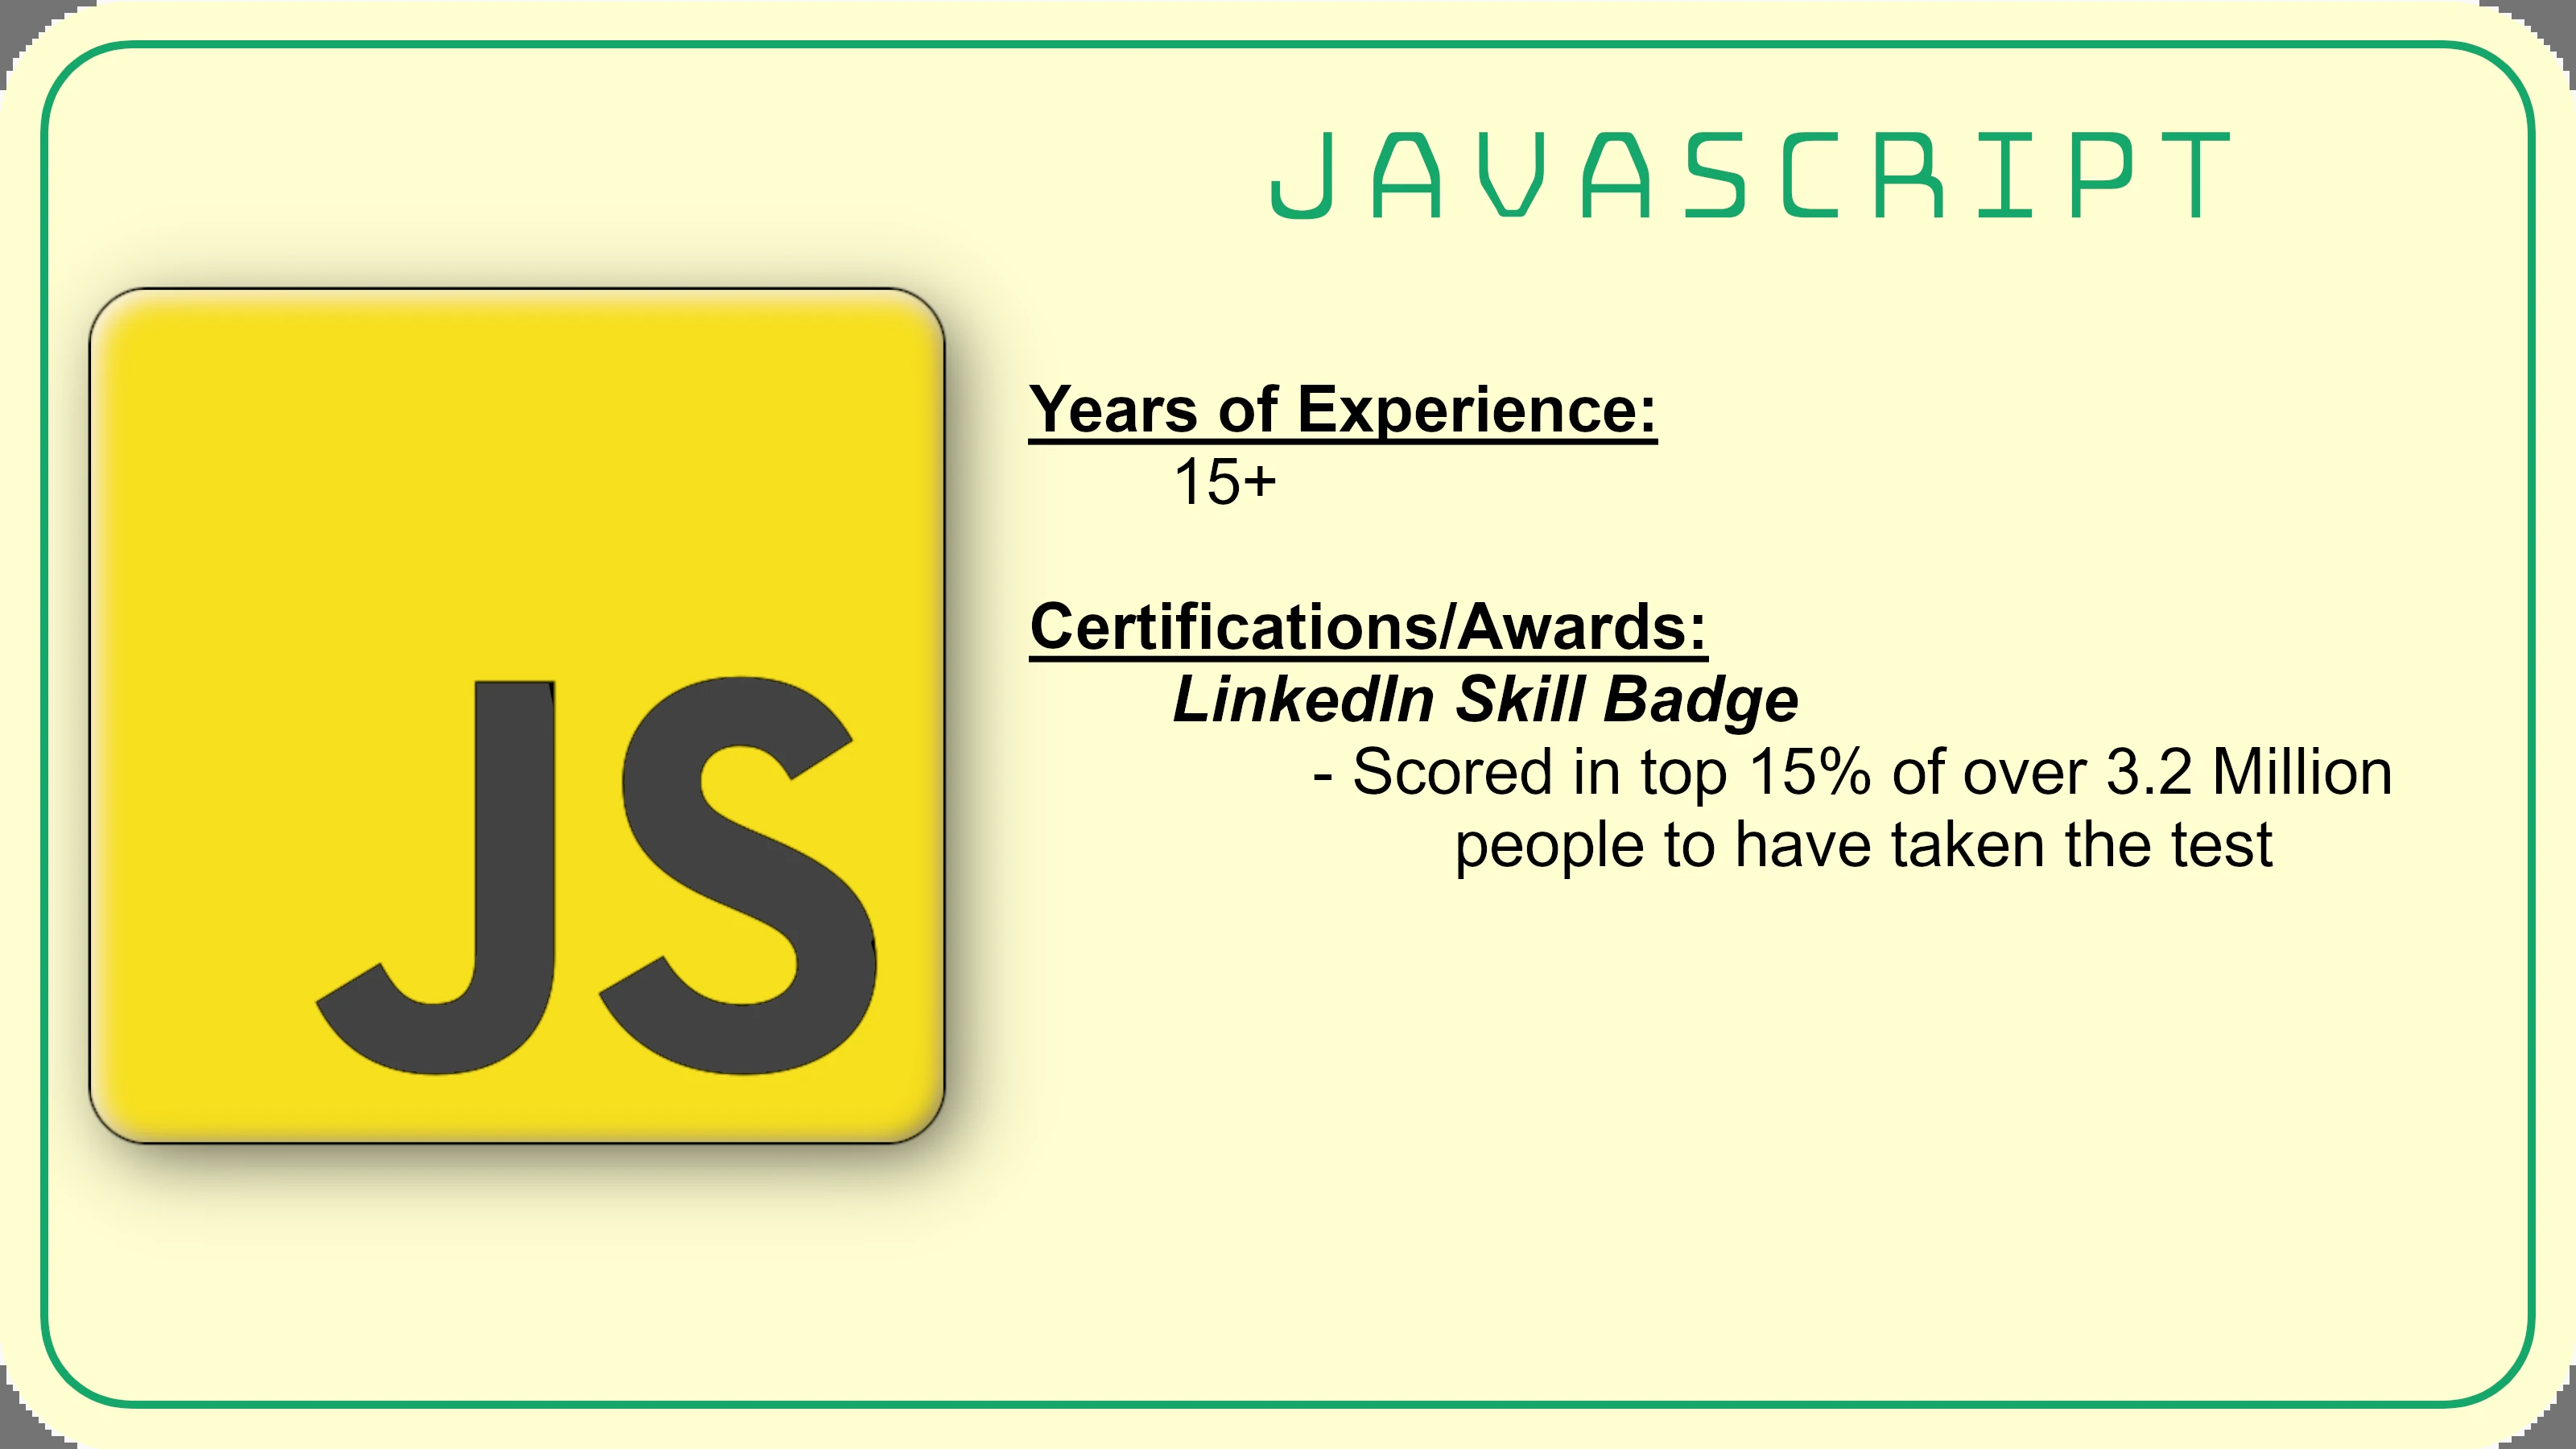 JAVASCRIPT
JS
Years of Experience:
15+
Certifications/Awards:
LinkedIn Skill Badge
- Scored in top 15% of over 3.2 Million
people to have taken the test